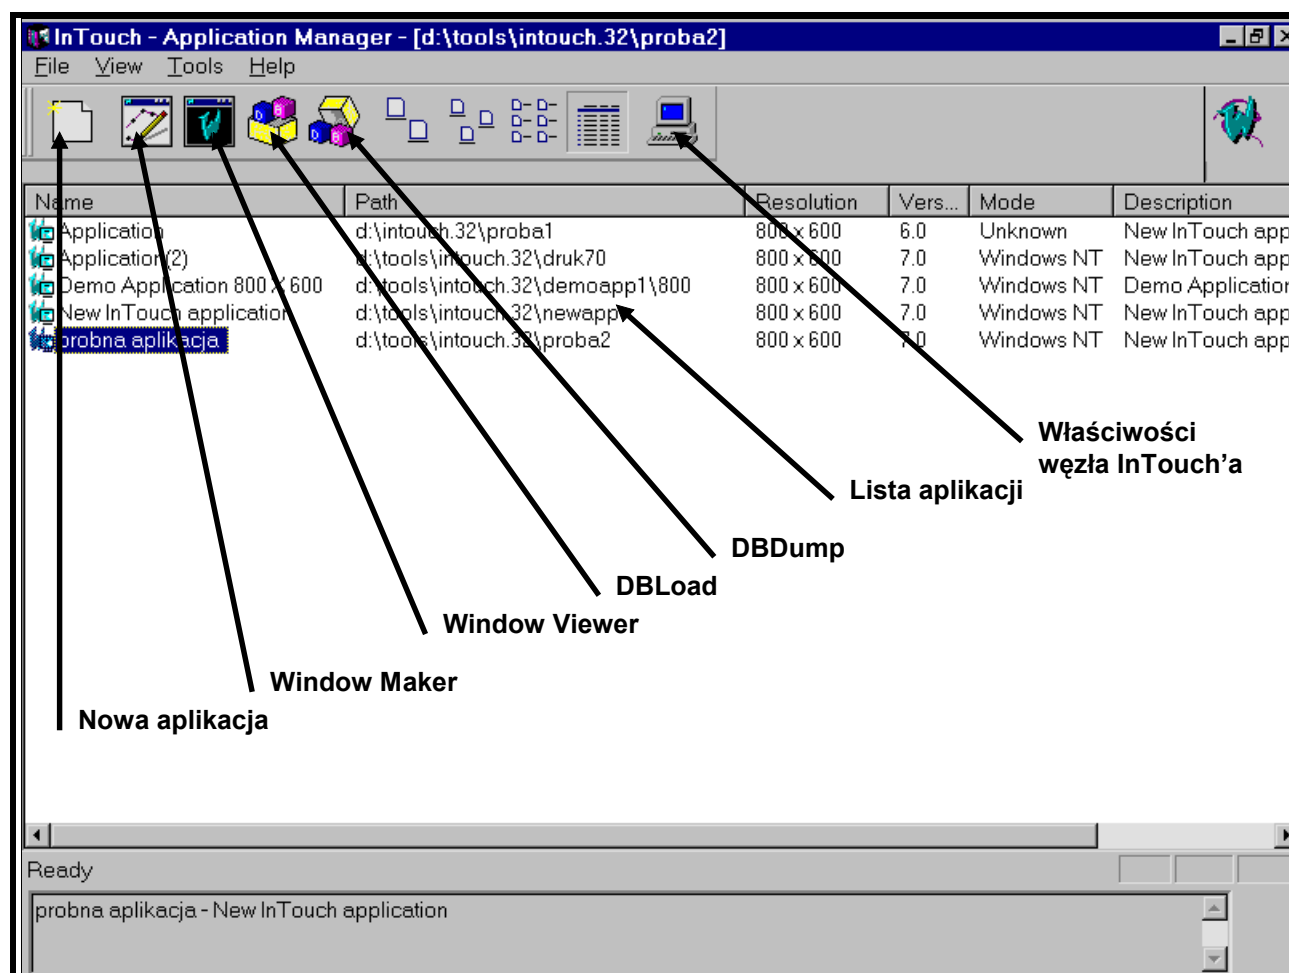 InTouch - Application Manager - [d:\tools\intouch.32\proba2]
File View Tools Help
Name Path Resolution Vers... Mode Description
Application d:\intouch.32\proba1 800 x 600 6.0 Unknown New InTouch app
Application(2) d:\tools\intouch.32\druk70 800 x 600 7.0 Windows NT New InTouch app
Demo Application 800 X 600 d:\tools\intouch.32\demoapp1\800 800 x 600 7.0 Windows NT Demo Application
New InTouch application d:\tools\intouch.32\newapp 800 x 600 7.0 Windows NT New InTouch app
probna aplikacja d:\tools\intouch.32\proba2 800 x 600 7.0 Windows NT New InTouch app
Właściwości
węzła InTouch'a
Lista aplikacji
DBDump
DBLoad
Window Viewer
Window Maker
Nowa aplikacja
Ready
probna aplikacja - New InTouch application